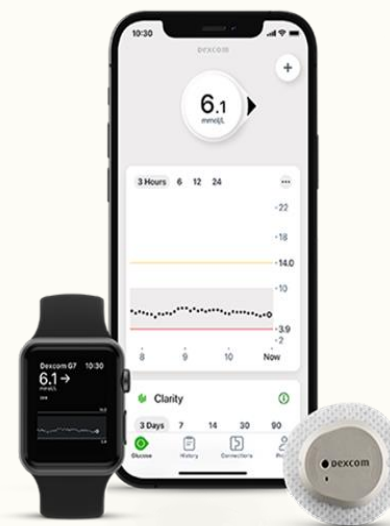 10:30
Dexcom
+
6.1
mmol/L
3 Hours 6 12 24
22
18
14.0
10
3.9
2
8 9 10 Now
Clarity
3 Days 7 14 30 90
Glucose History Connections
Dexcom G7 10:30
6.1
mmol/L
Dexcom